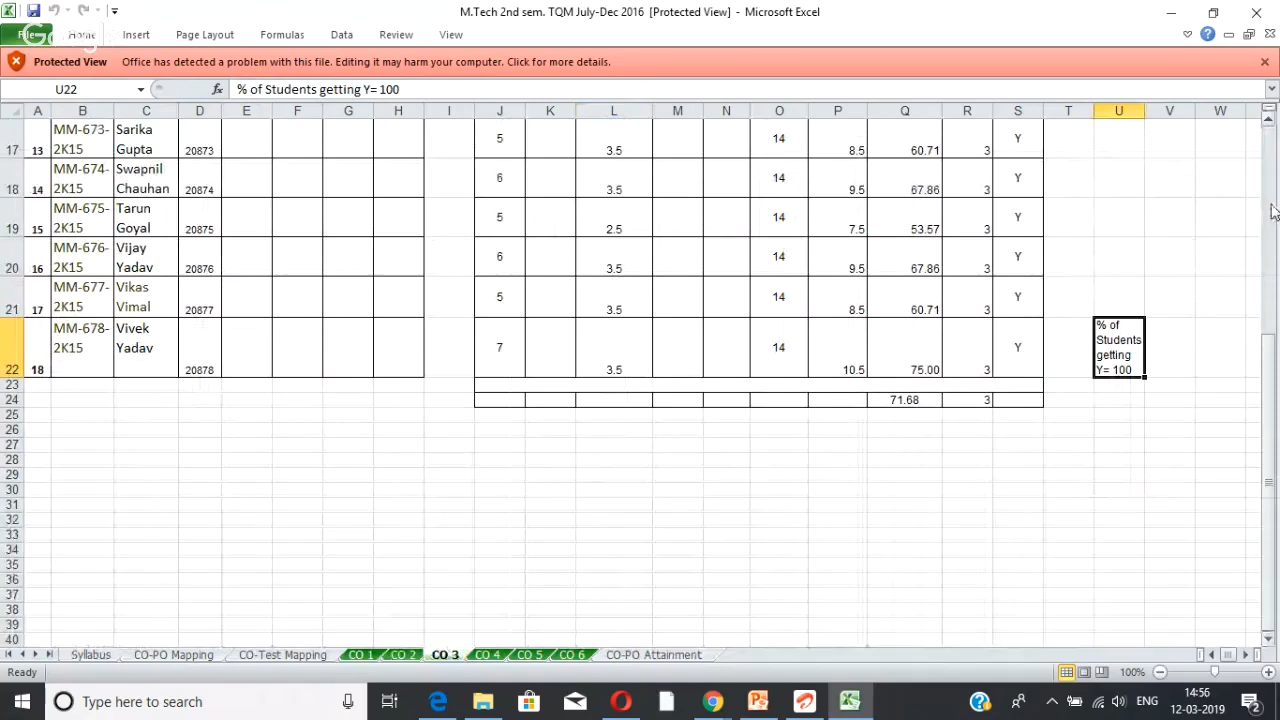 M.Tech 2nd sem. TQM July-Dec 2016 [Protected View] - Microsoft Excel
File Home Insert Page Layout Formulas Data Review View
Protected View Office has detected a problem with this file. Editing it may harm your computer. Click for more details.
U22 fx % of Students getting Y= 100
A B C D E F G H I J K L M N O P Q R S T U V W
17 13 MM-673-2K15 Sarika Gupta 20873 5 3.5 14 8.5 60.71 3 Y
18 14 MM-674-2K15 Swapnil Chauhan 20874 6 3.5 14 9.5 67.86 3 Y
19 15 MM-675-2K15 Tarun Goyal 20875 5 2.5 14 7.5 53.57 3 Y
20 16 MM-676-2K15 Vijay Yadav 20876 6 3.5 14 9.5 67.86 3 Y
21 17 MM-677-2K15 Vikas Vimal 20877 5 3.5 14 8.5 60.71 3 Y
22 18 MM-678-2K15 Vivek Yadav 20878 7 3.5 14 10.5 75.00 3 Y % of Students getting Y= 100
23
24 71.68 3
25
26
27
28
29
30
31
32
33
34
35
36
37
38
39
40
Syllabus CO-PO Mapping CO-Test Mapping CO 1 CO 2 CO 3 CO 4 CO 5 CO 6 CO-PO Attainment
Ready 100%
Type here to search ENG 14:56
12-03-2019 2